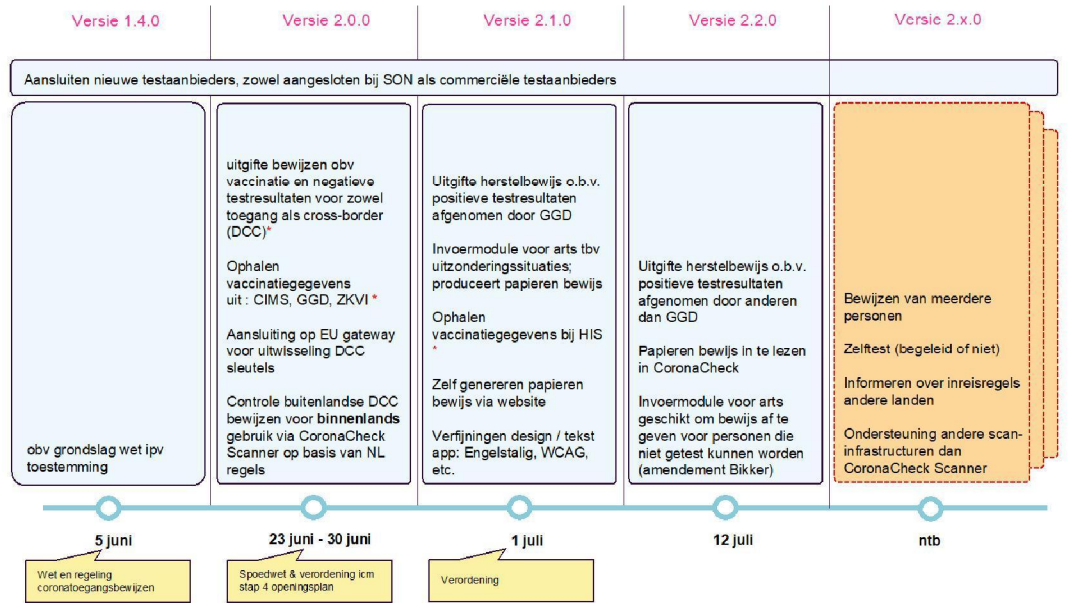 Versie 1.4.0
Versie 2.0.0
Versie 2.1.0
Versie 2.2.0
Versie 2.x.0
Aansluiten nieuwe testaanbieders, zowel aangesloten bij SON als commerciële testaanbieders
obv grondslag wet ipv
toestemming
uitgifte bewijzen obv
vaccinatie en negatieve
testresultaten voor zowel
toegang als cross-border
(DCC)*
Ophalen
vaccinatiegegevens
uit : CIMS, GGD, ZKVI *
Aansluiting op EU gateway
voor uitwisseling DCC
sleutels
Controle buitenlandse DCC
bewijzen voor binnenlands
gebruik via CoronaCheck
Scanner op basis van NL
regels
Uitgifte herstelbewijs o.b.v.
positieve testresultaten
afgenomen door GGD
Invoermodule voor arts tbv
uitzonderingssituaties;
produceert papieren bewijs
Ophalen
vaccinatiegegevens bij HIS
*
Zelf genereren papieren
bewijs via website
Verfijningen design / tekst
app: Engelstalig, WCAG,
etc.
Uitgifte herstelbewijs o.b.v.
positieve testresultaten
afgenomen door anderen
dan GGD
Papieren bewijs in te lezen
in CoronaCheck
Invoermodule voor arts
geschikt om bewijs af te
geven voor personen die
niet getest kunnen worden
(amendement Bikker)
Bewijzen van meerdere
personen
Zelftest (begeleid of niet)
Informeren over inreisregels
andere landen
Ondersteuning andere scan-
infrastructuren dan
CoronaCheck Scanner
5 juni
23 juni - 30 juni
1 juli
12 juli
ntb
Wet en regeling
coronatoegangsbewijzen
Spoedwet & verordening icm
stap 4 openingsplan
Verordening